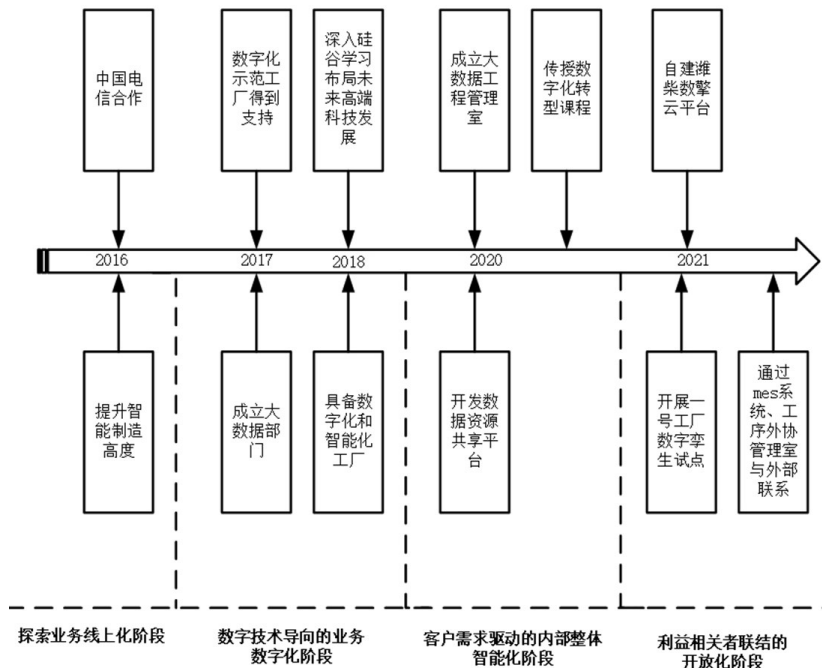 中国电
信合作
数字化
示范工
厂得到
支持
深入硅
谷学习
布局未
来高端
科技发
展
成立大
数据工
程管理
室
传授数
字化转
型课程
自建潍
柴数擎
云平台
2016
2017
2018
2020
2021
提升智
能制造
高度
成立大
数据部
门
具备数
字化和
智能化
工厂
开发数
据资源
共享平
台
开展一
号工厂
数字孪
生试点
通过
mes系
统、工
序外协
管理室
与外部
联系
探索业务线上化阶段
数字技术导向的业务
数字化阶段
客户需求驱动的内部整体
智能化阶段
利益相关者联结的
开放化阶段